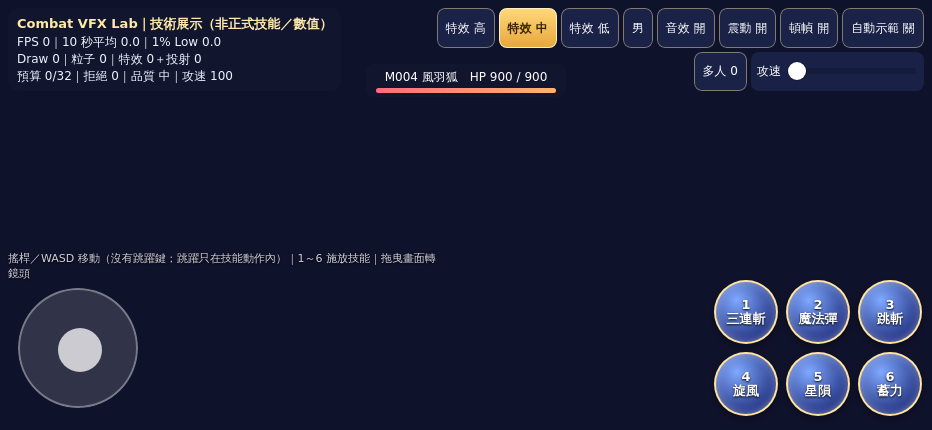 Combat VFX Lab｜技術展示（非正式技能／數值）
FPS 0｜10 秒平均 0.0｜1% Low 0.0
Draw 0｜粒子 0｜特效 0＋投射 0
預算 0/32｜拒絕 0｜品質 中｜攻速 100
特效 高
特效 中
特效 低
男
音效 開
震動 開
頓幀 開
自動示範 關
多人 0
攻速
M004 風羽狐 HP 900 / 900
搖桿／WASD 移動（沒有跳躍鍵；跳躍只在技能動作內）｜1～6 施放技能｜拖曳畫面轉
鏡頭
1
三連斬
2
魔法彈
3
跳斬
4
旋風
5
星隕
6
蓄力